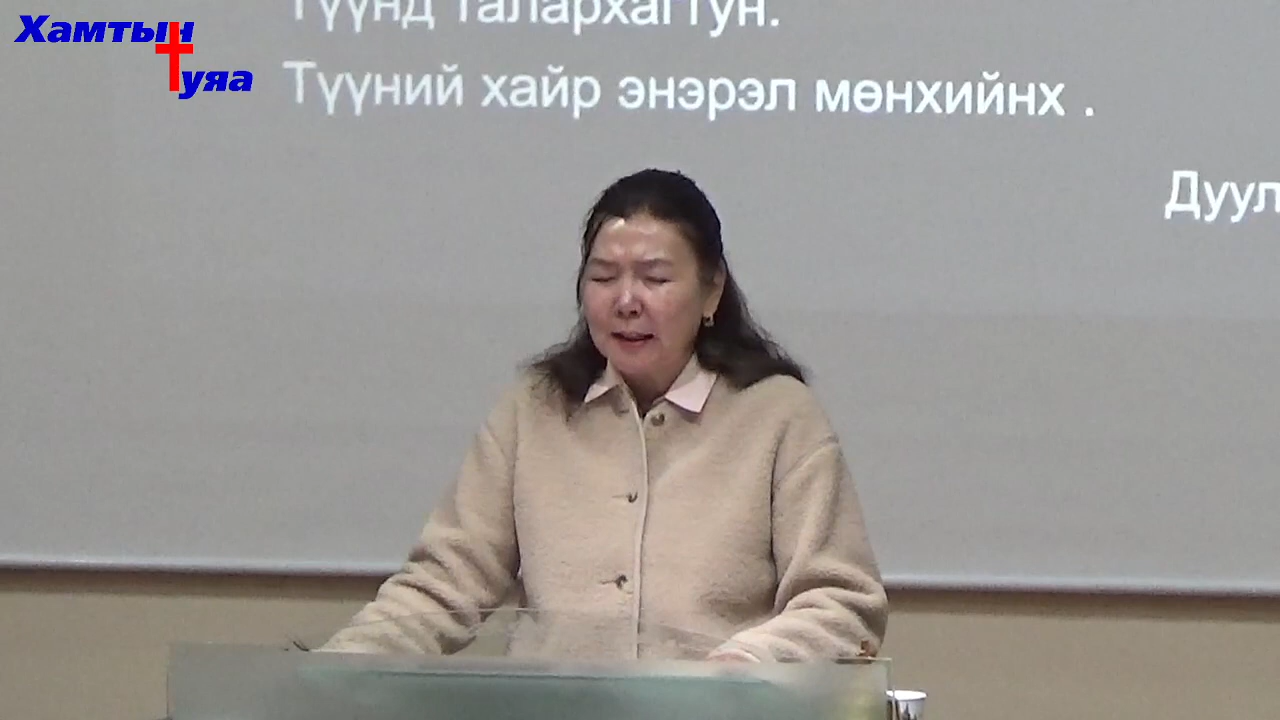 Хамтын
туяа
Түүнд талархагтун.
Түүний хайр энэрэл мөнхийнх .
Дуул